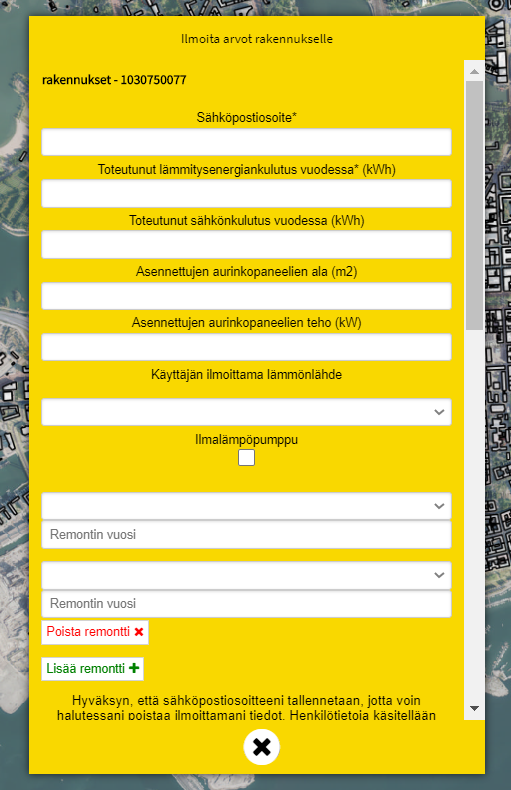 Ilmoita arvot rakennukselle
rakennukset - 1030750077
Sähköpostiosoite*
Toteutunut lämmitysenergiankulutus vuodessa* (kWh)
Toteutunut sähkönkulutus vuodessa (kWh)
Asennettujen aurinkopaneelien ala (m2)
Asennettujen aurinkopaneelien teho (kW)
Käyttäjän ilmoittama lämmönlähde
Ilmalämpöpumppu
Remontin vuosi
Remontin vuosi
Poista remontti ✖
Lisää remontti ✚
Hyväksyn, että sähköpostiosoitteeni tallennetaan, jotta voin
halutessani poistaa ilmoittamani tiedot. Henkilötietoja käsitellään